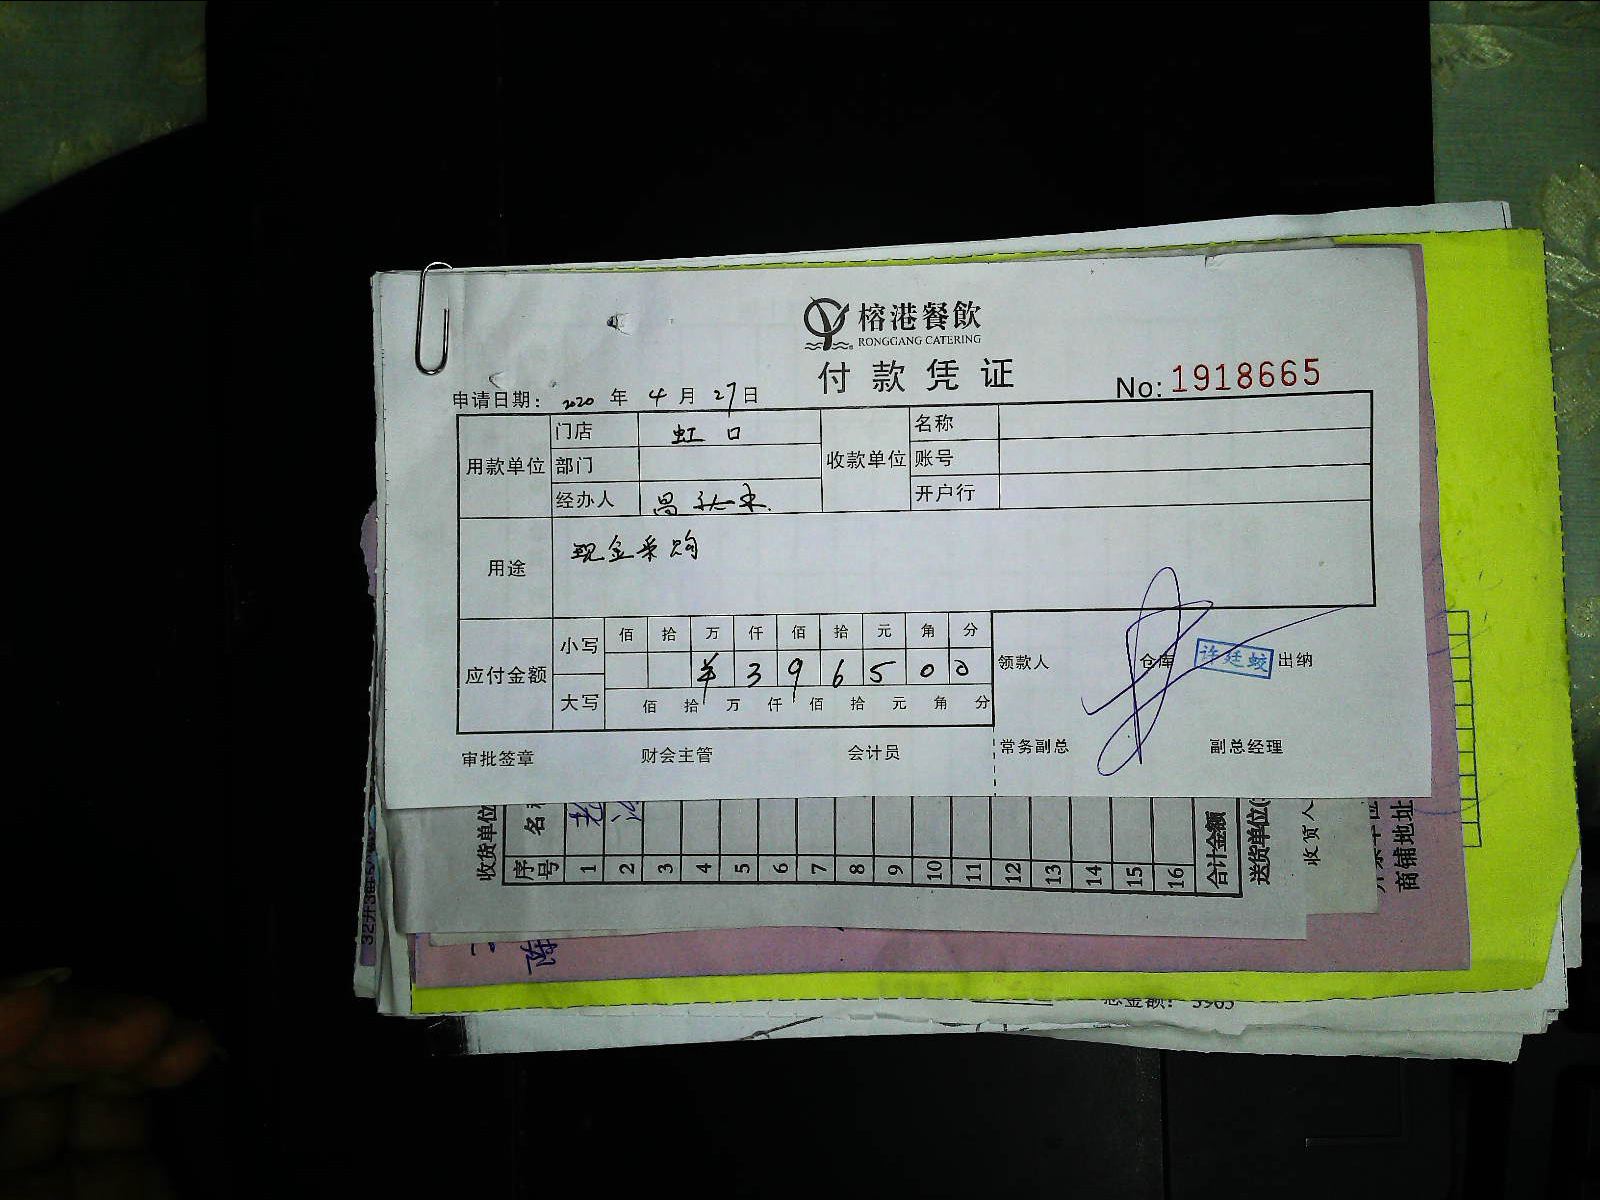 榕港餐飲
RONGGANG CATERING
付款凭证
No: 1918665
申请日期: 2020 年 4 月 27 日
用款单位 门店 虹口 收款单位 名称
部门 账号
经办人 开户行
用途 现金采购
应付金额 小写 佰 拾 万 仟 佰 拾 元 角 分
¥ 3 9 6 5 0 0
大写 佰 拾 万 仟 佰 拾 元 角 分
领款人 仓库 许廷蛟 出纳
审批签章 财会主管 会计员 常务副总 副总经理
收货单位
序号 名
1
2
3
4
5
6
7
8
9
10
11
12
13
14
15
16
合计金额
送货单位
收货人
商铺地址
陈
总金额: 3965